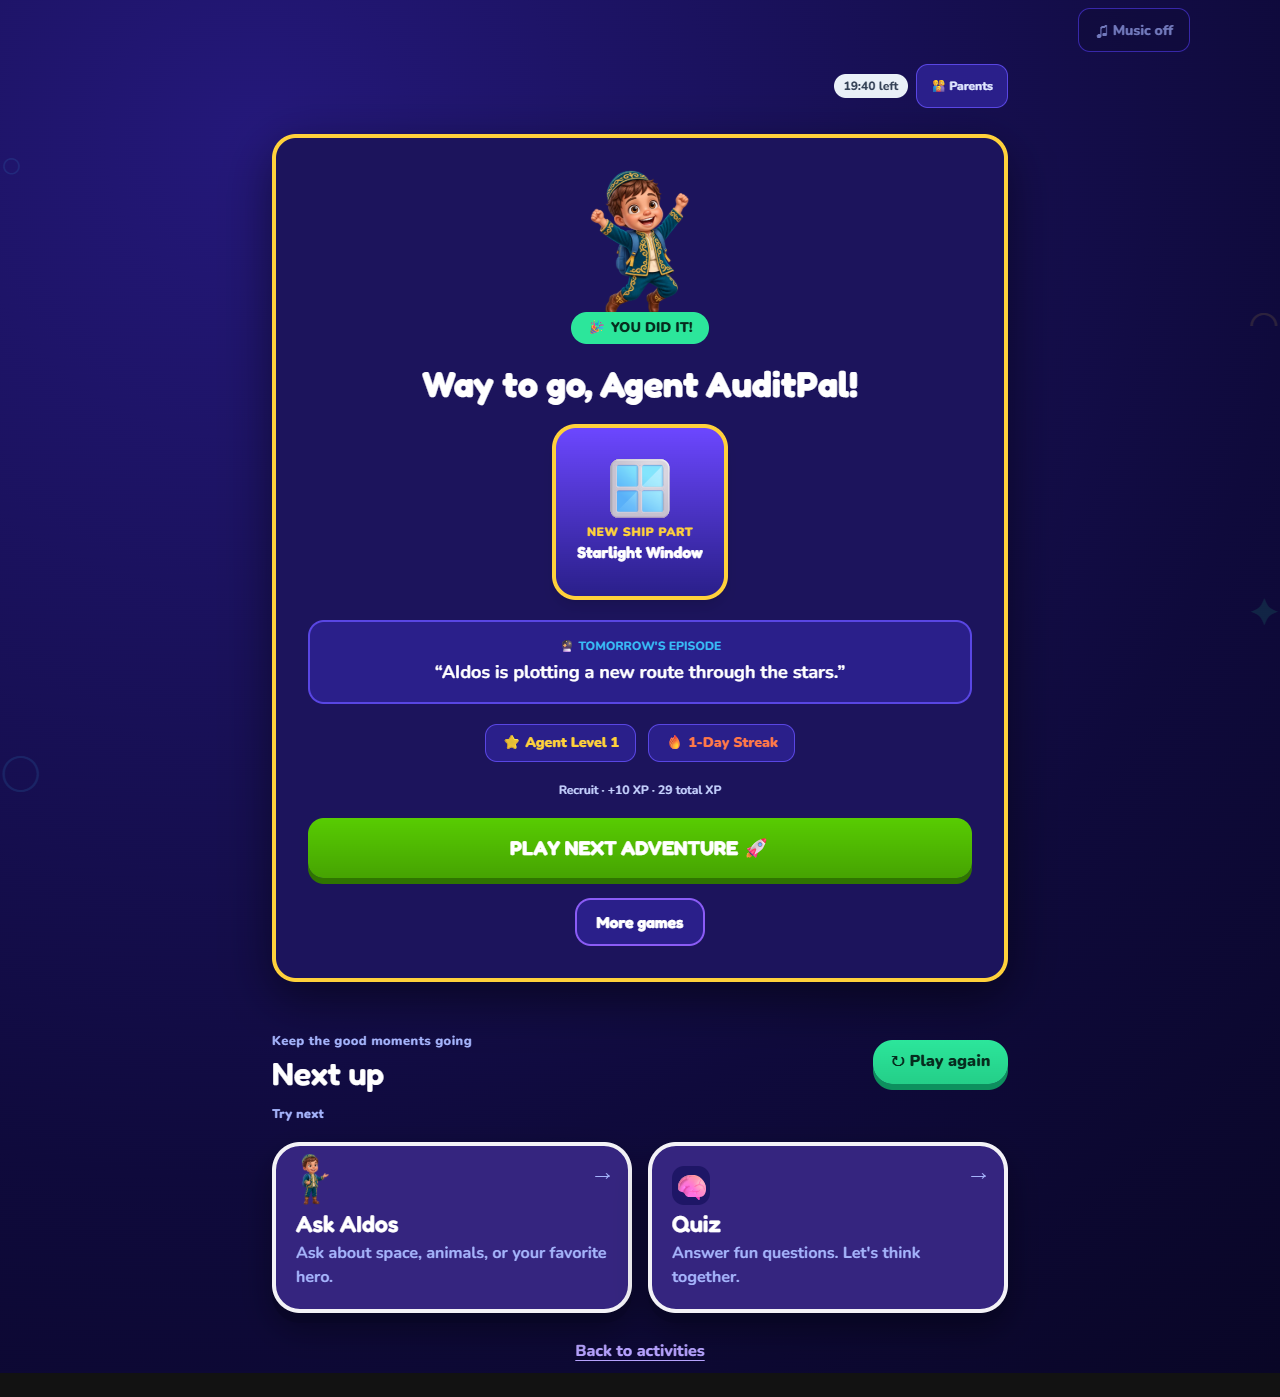 ♫ Music off
19:40 left
Parents
YOU DID IT!
Way to go, Agent AuditPal!
NEW SHIP PART
Starlight Window
TOMORROW'S EPISODE
“Aldos is plotting a new route through the stars.”
Agent Level 1
1-Day Streak
Recruit · +10 XP · 29 total XP
PLAY NEXT ADVENTURE
More games
Keep the good moments going
Next up
↻ Play again
Try next
→
Ask Aldos
Ask about space, animals, or your favorite
hero.
→
Quiz
Answer fun questions. Let's think
together.
Back to activities